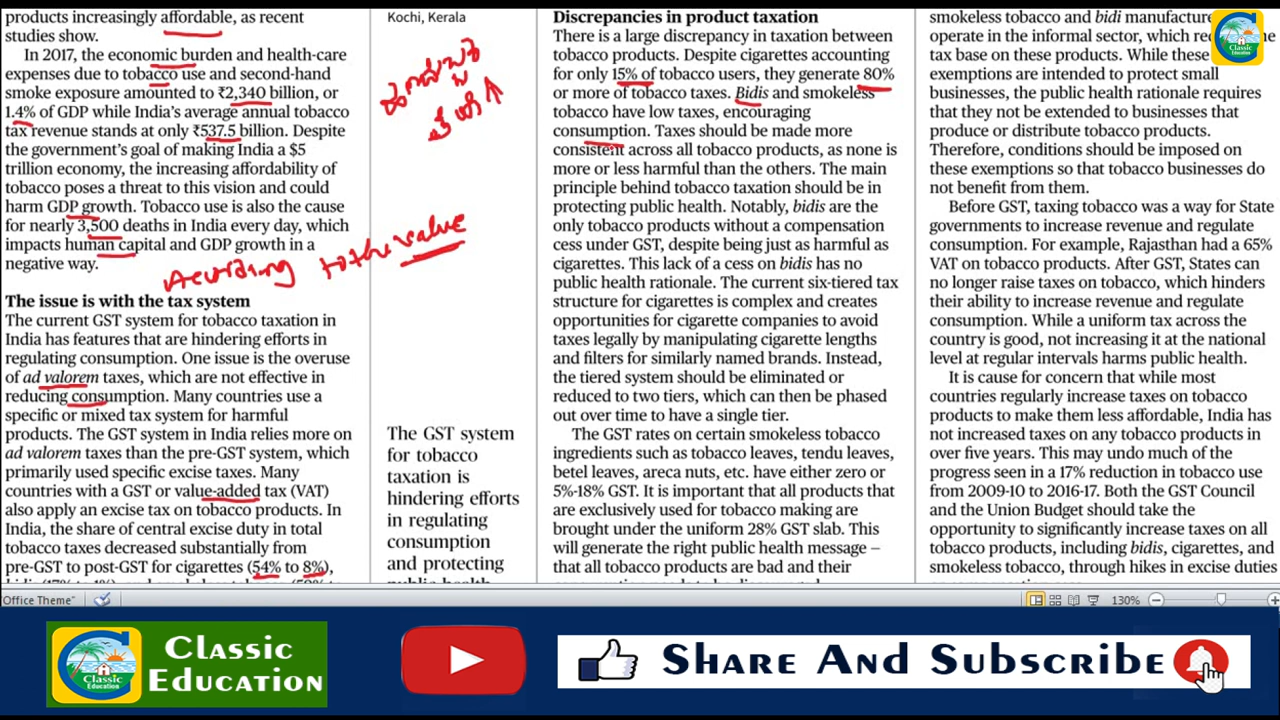 products increasingly affordable, as recent
studies show.
In 2017, the economic burden and health-care
expenses due to tobacco use and second-hand
smoke exposure amounted to ₹2,340 billion, or
1.4% of GDP while India's average annual tobacco
tax revenue stands at only ₹537.5 billion. Despite
the government's goal of making India a $5
trillion economy, the increasing affordability of
tobacco poses a threat to this vision and could
harm GDP growth. Tobacco use is also the cause
for nearly 3,500 deaths in India every day, which
impacts human capital and GDP growth in a
negative way.
According to the value
The issue is with the tax system
The current GST system for tobacco taxation in
India has features that are hindering efforts in
regulating consumption. One issue is the overuse
of ad valorem taxes, which are not effective in
reducing consumption. Many countries use a
specific or mixed tax system for harmful
products. The GST system in India relies more on
ad valorem taxes than the pre-GST system, which
primarily used specific excise taxes. Many
countries with a GST or value-added tax (VAT)
also apply an excise tax on tobacco products. In
India, the share of central excise duty in total
tobacco taxes decreased substantially from
pre-GST to post-GST for cigarettes (54% to 8%),
Kochi, Kerala
The GST system
for tobacco
taxation is
hindering efforts
in regulating
consumption
and protecting
public health
Discrepancies in product taxation
There is a large discrepancy in taxation between
tobacco products. Despite cigarettes accounting
for only 15% of tobacco users, they generate 80%
or more of tobacco taxes. Bidis and smokeless
tobacco have low taxes, encouraging
consumption. Taxes should be made more
consistent across all tobacco products, as none is
more or less harmful than the others. The main
principle behind tobacco taxation should be in
protecting public health. Notably, bidis are the
only tobacco products without a compensation
cess under GST, despite being just as harmful as
cigarettes. This lack of a cess on bidis has no
public health rationale. The current six-tiered tax
structure for cigarettes is complex and creates
opportunities for cigarette companies to avoid
taxes legally by manipulating cigarette lengths
and filters for similarly named brands. Instead,
the tiered system should be eliminated or
reduced to two tiers, which can then be phased
out over time to have a single tier.
The GST rates on certain smokeless tobacco
ingredients such as tobacco leaves, tendu leaves,
betel leaves, areca nuts, etc. have either zero or
5%-18% GST. It is important that all products that
are exclusively used for tobacco making are
brought under the uniform 28% GST slab. This
will generate the right public health message —
that all tobacco products are bad and their
smokeless tobacco and bidi manufacture
operate in the informal sector, which re
tax base on these products. While these
exemptions are intended to protect small
businesses, the public health rationale requires
that they not be extended to businesses that
produce or distribute tobacco products.
Therefore, conditions should be imposed on
these exemptions so that tobacco businesses do
not benefit from them.
Before GST, taxing tobacco was a way for State
governments to increase revenue and regulate
consumption. For example, Rajasthan had a 65%
VAT on tobacco products. After GST, States can
no longer raise taxes on tobacco, which hinders
their ability to increase revenue and regulate
consumption. While a uniform tax across the
country is good, not increasing it at the national
level at regular intervals harms public health.
It is cause for concern that while most
countries regularly increase taxes on tobacco
products to make them less affordable, India has
not increased taxes on any tobacco products in
over five years. This may undo much of the
progress seen in a 17% reduction in tobacco use
from 2009-10 to 2016-17. Both the GST Council
and the Union Budget should take the
opportunity to significantly increase taxes on all
tobacco products, including bidis, cigarettes, and
smokeless tobacco, through hikes in excise duties
Classic
Education
Office Theme"
130%
Classic
Education
Classic
Education
Share And Subscribe